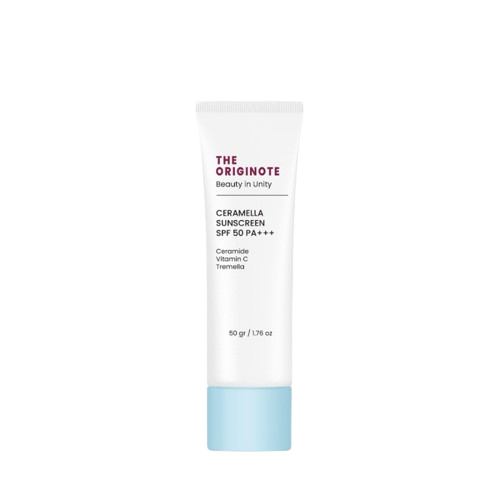 THE
ORIGINOTE
Beauty in Unity
CERAMELLA
SUNSCREEN
SPF 50 PA+++
Ceramide
Vitamin C
Tremella
50 gr / 1.76 oz